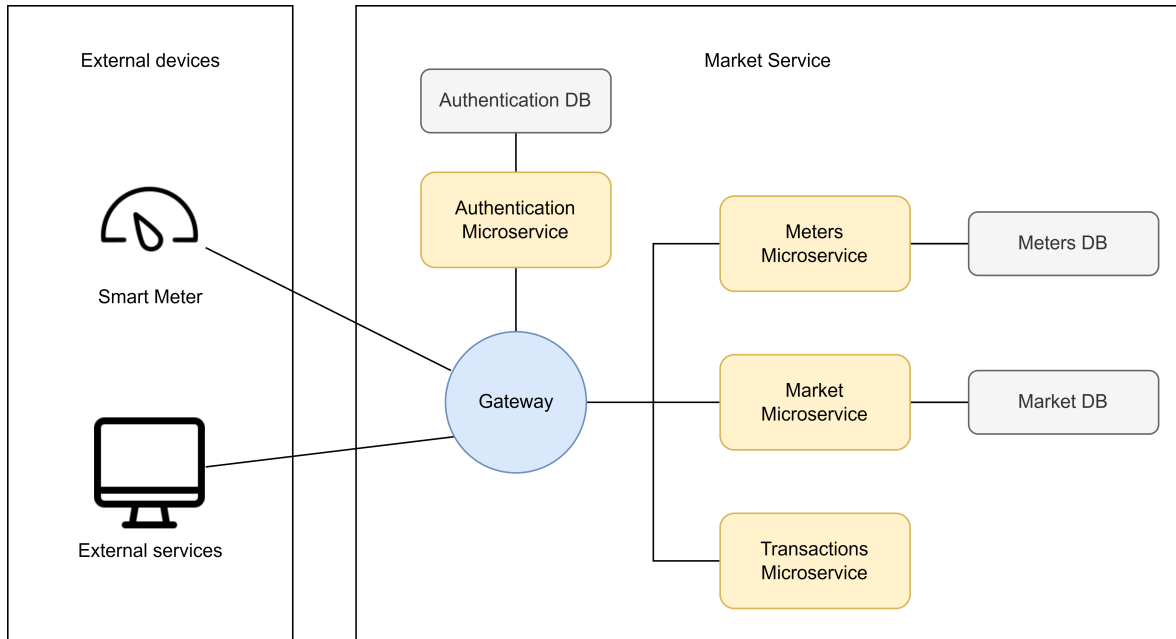 External devices
Smart Meter
External services
Market Service
Authentication DB
Authentication
Microservice
Gateway
Meters
Microservice
Meters DB
Market
Microservice
Market DB
Transactions
Microservice